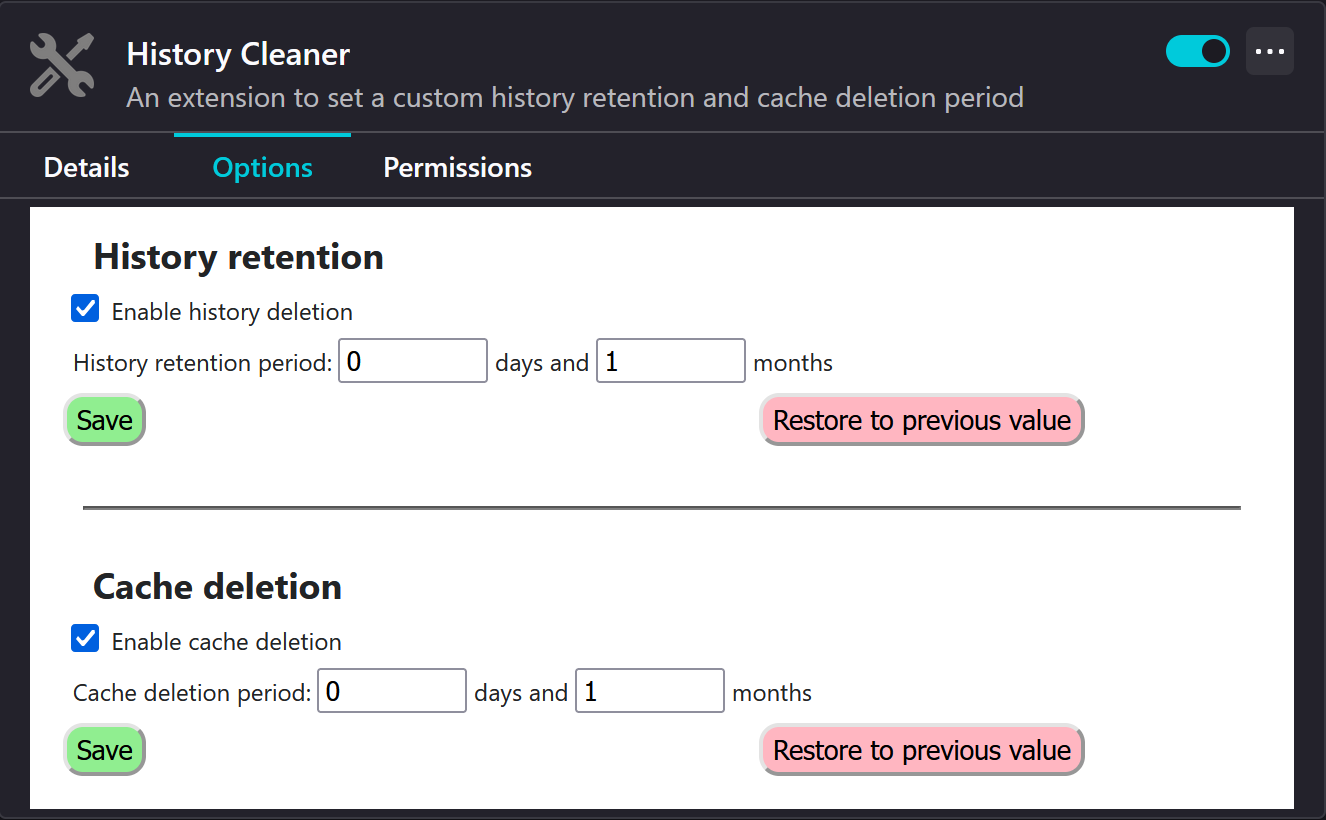 History Cleaner
An extension to set a custom history retention and cache deletion period
Details Options Permissions
History retention
Enable history deletion
History retention period: 0 days and 1 months
Save Restore to previous value
Cache deletion
Enable cache deletion
Cache deletion period: 0 days and 1 months
Save Restore to previous value